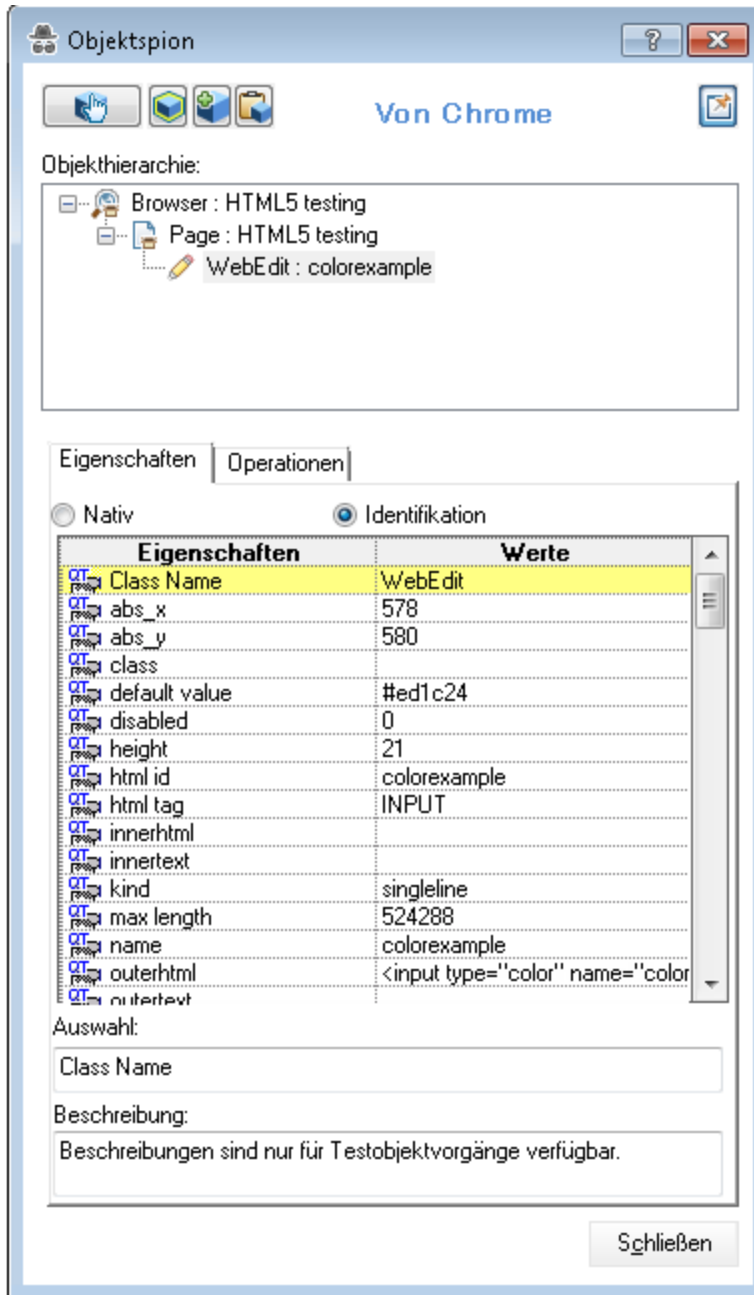 Objektspion
Von Chrome
Objekthierarchie:
Browser : HTML5 testing
Page : HTML5 testing
WebEdit : colorexample
Eigenschaften Operationen
Nativ Identifikation
Eigenschaften Werte
Class Name WebEdit
abs_x 578
abs_y 580
class
default value #ed1c24
disabled 0
height 21
html id colorexample
html tag INPUT
innerhtml
innertext
kind singleline
max length 524288
name colorexample
outerhtml <input type="color" name="color
outertext
Auswahl:
Class Name
Beschreibung:
Beschreibungen sind nur für Testobjektvorgänge verfügbar.
Schließen